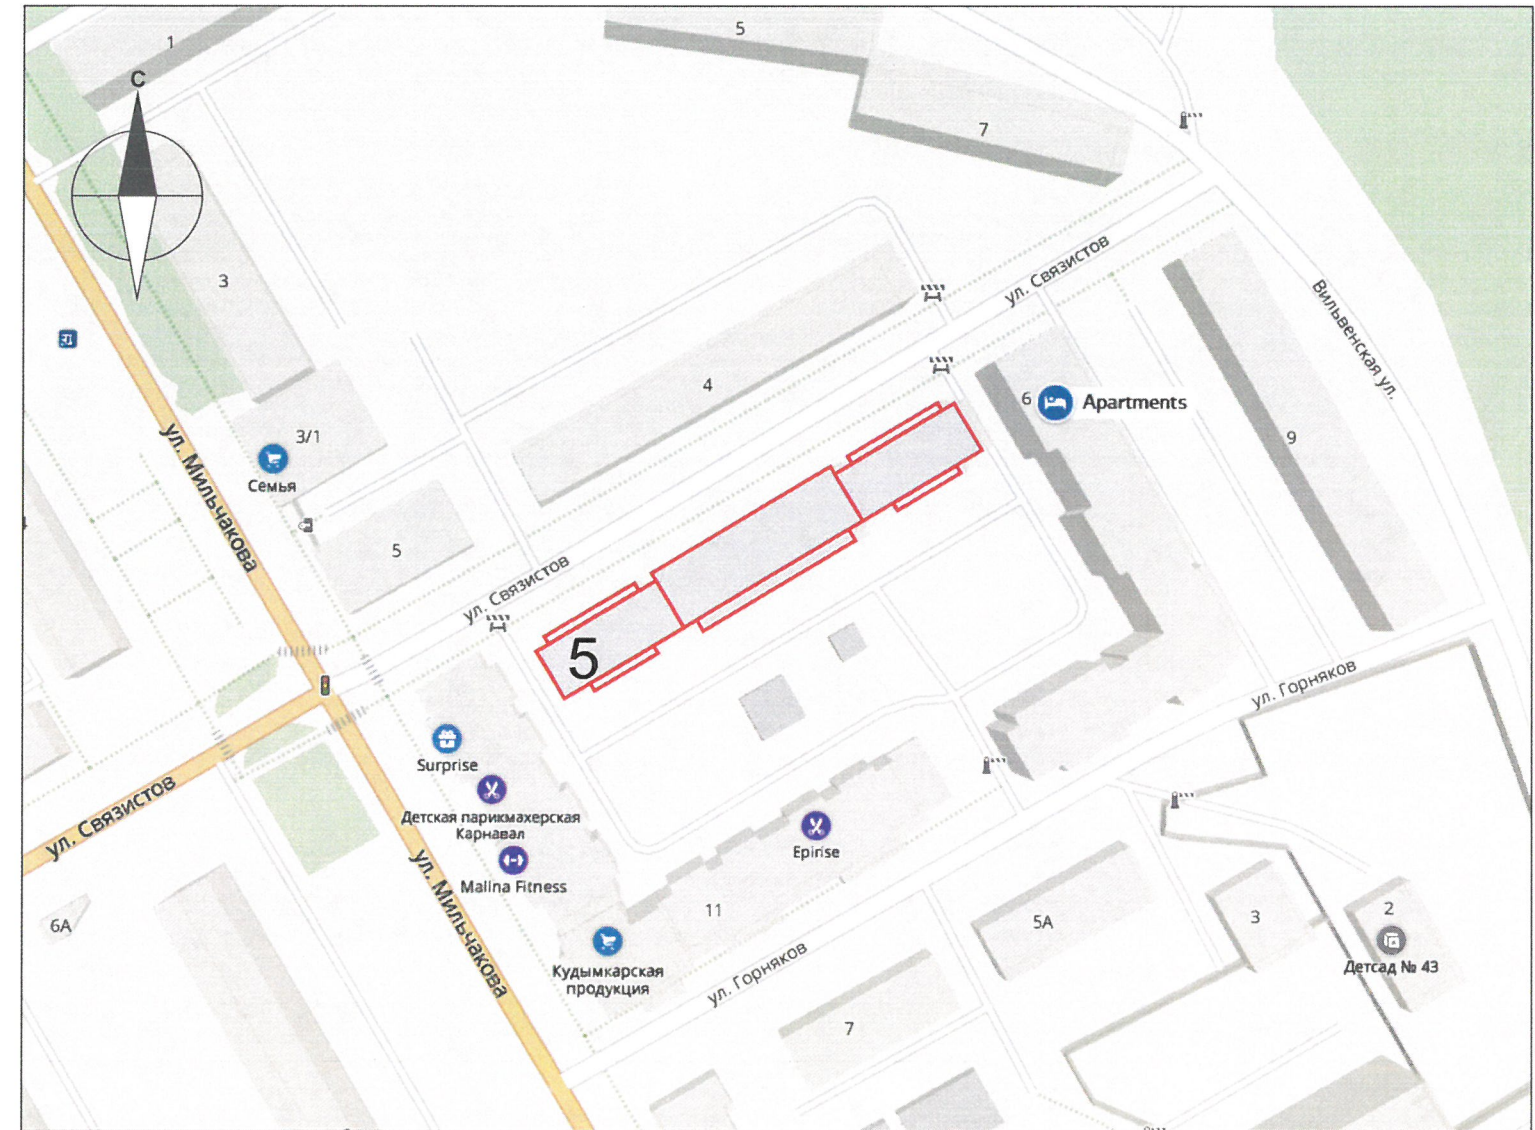 1
5
С
7
ул. Связистов
3
Вильвенская ул.
4
6
Apartments
9
3/1
Семья
ул. Мильчакова
5
ул. Связистов
5
ул. Горняков
Surprise
Детская парикмахерская
Карнавал
Malina Fitness
ул. Связистов
Epirise
ул. Мильчакова
11
5А
3
2
Детсад № 43
6А
Кудымкарская
продукция
ул. Горняков
7